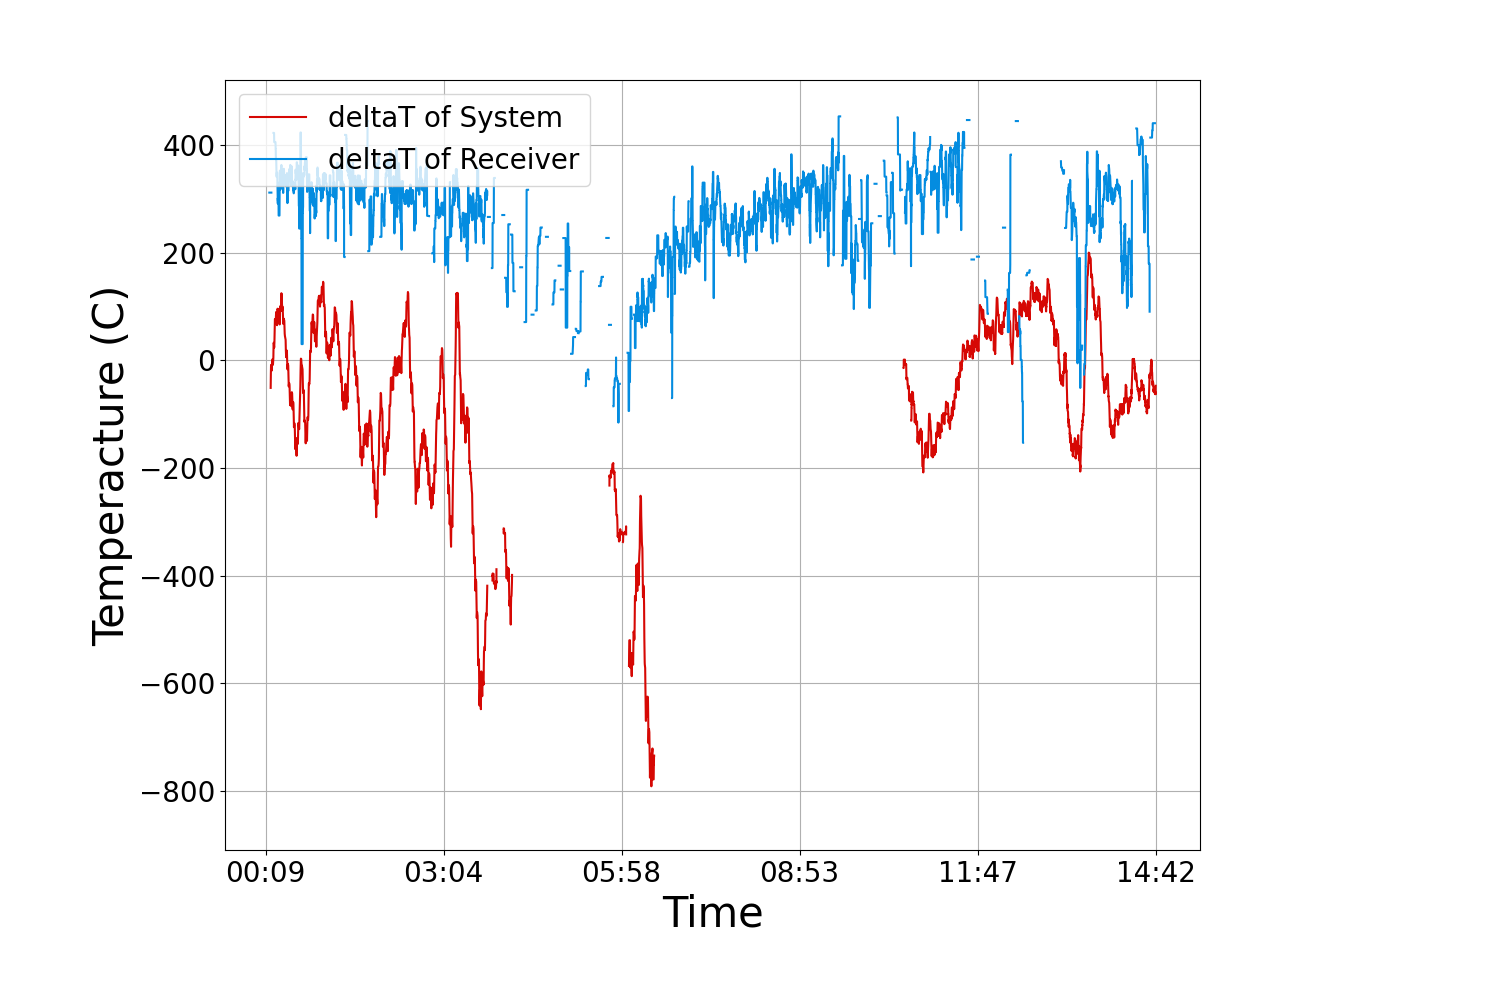 deltaT of System
deltaT of Receiver
400
200
0
−200
−400
−600
−800
Temperacture (C)
00:09 03:04 05:58 08:53 11:47 14:42
Time